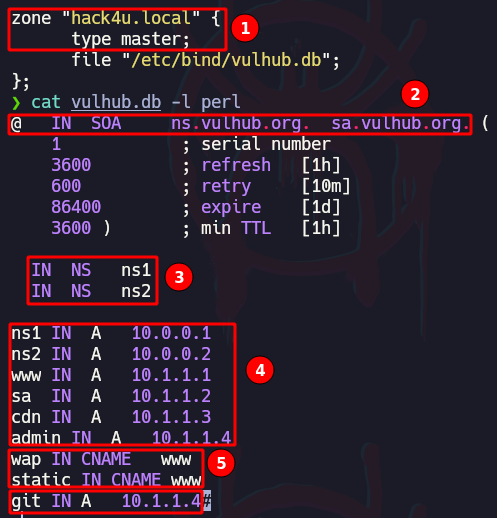 zone "hack4u.local" {
1
type master;
file "/etc/bind/vulhub.db";
};
❯ cat vulhub.db -l perl
2
@ IN SOA ns.vulhub.org. sa.vulhub.org. (
1 ; serial number
3600 ; refresh [1h]
600 ; retry [10m]
86400 ; expire [1d]
3600 ) ; min TTL [1h]
IN NS ns1
3
IN NS ns2
ns1 IN A 10.0.0.1
ns2 IN A 10.0.0.2
www IN A 10.1.1.1
4
sa IN A 10.1.1.2
cdn IN A 10.1.1.3
admin IN A 10.1.1.4
wap IN CNAME www
5
static IN CNAME www
git IN A 10.1.1.4#